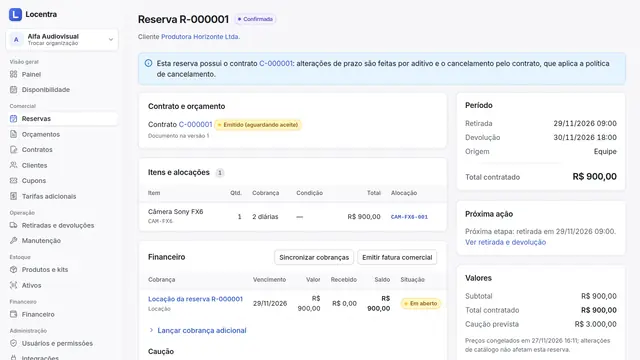 Locentra
A
Alfa Audiovisual
Trocar organização
Visão geral
Painel
Disponibilidade
Comercial
Reservas
Orçamentos
Contratos
Clientes
Cupons
Tarifas adicionais
Operação
Retiradas e devoluções
Manutenção
Estoque
Produtos e kits
Ativos
Financeiro
Financeiro
Administração
Usuários e permissões
Integrações
Reserva R-000001
Confirmada
Cliente Produtora Horizonte Ltda.
Esta reserva possui o contrato C-000001: alterações de prazo são feitas por aditivo e o cancelamento pelo contrato, que aplica a política
de cancelamento.
Contrato e orçamento
Contrato C-000001 Emitido (aguardando aceite)
Documento na versão 1
Itens e alocações 1
Item Qtd. Cobrança Condição Total Alocação
Câmera Sony FX6 1 2 diárias — R$ 900,00 CAM-FX6-001
CAM-FX6
Financeiro
Sincronizar cobranças
Emitir fatura comercial
Cobrança Vencimento Valor Recebido Saldo Situação
Locação da reserva R-000001 29/11/2026 R$ 900,00 R$ 0,00 R$ 900,00 Em aberto
Locação
Lançar cobrança adicional
Caução
Período
Retirada 29/11/2026 09:00
Devolução 30/11/2026 18:00
Origem Equipe
Total contratado R$ 900,00
Próxima ação
Próxima etapa: retirada em 29/11/2026 09:00.
Ver retirada e devolução
Valores
Subtotal R$ 900,00
Total contratado R$ 900,00
Caução prevista R$ 3.000,00
Preços congelados em 27/11/2026 16:11; alterações
de catálogo não afetam esta reserva.